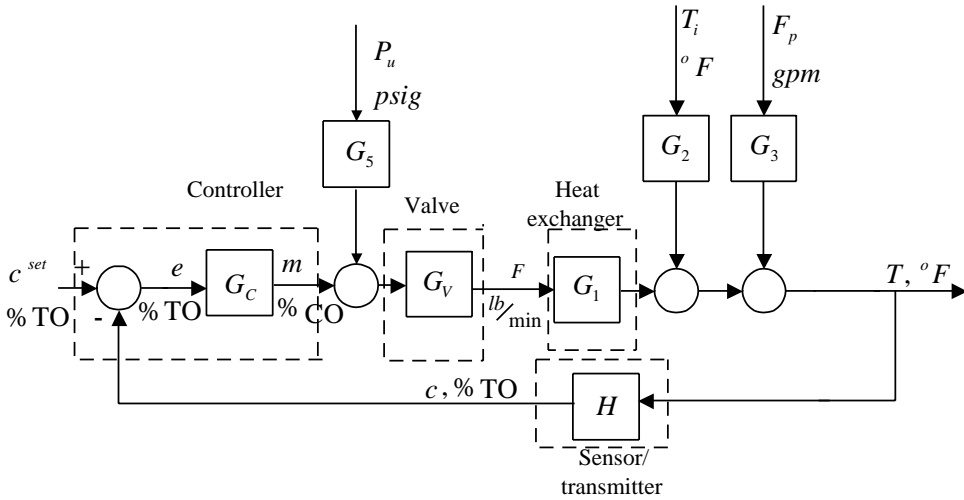 T_i
F_p
°F
gpm
P_u
psig
G_5
G_2
G_3
Controller
Valve
Heat
exchanger
c^set
+
e
G_C
m
G_V
F
G_1
T, °F
% TO
-
% TO
% CO
lb/min
c, % TO
H
Sensor/
transmitter